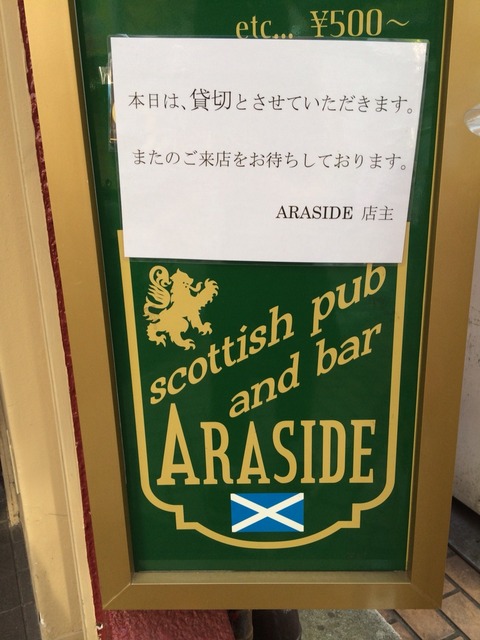 etc... ¥500～
本日は、貸切とさせていただきます。
またのご来店をお待ちしております。
ARASIDE 店主
scottish pub
and bar
ARASIDE